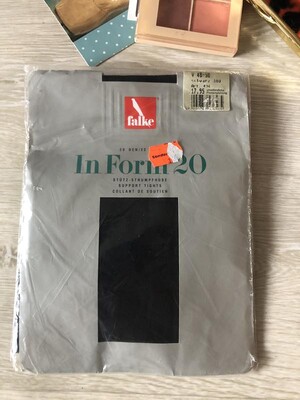 falke
20 DENIER
In Form 20
STÜTZ-STRUMPFHOSE
SUPPORT TIGHTS
COLLANT DE SOUTIEN